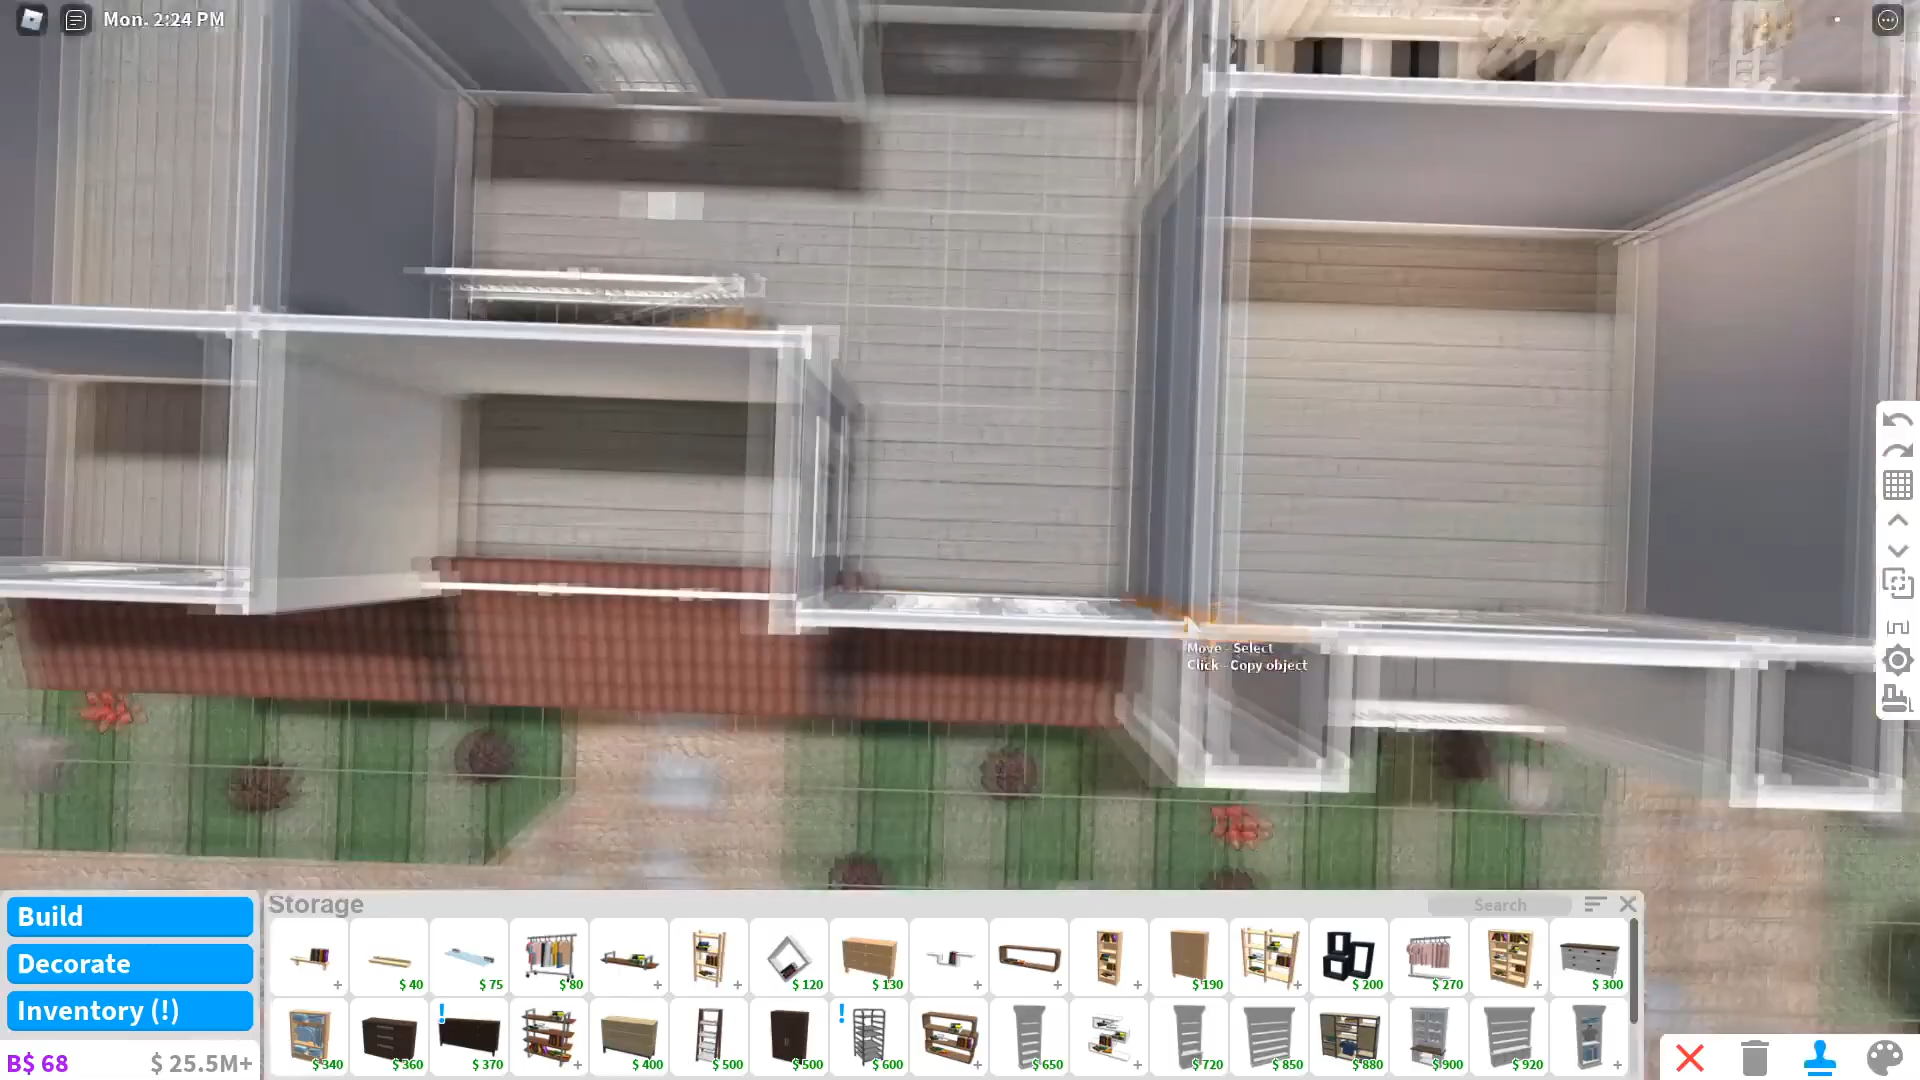 Mon. 2:24 PM
Move - Select
Click - Copy object
Build
Decorate
Inventory (!)
B$ 68
$ 25.5M+
Storage
Search
+ $ 40 $ 75 $ 80 + + $ 120 $ 130 + + + $ 190 + $ 200 $ 270 + $ 300
! !
$ 340 $ 360 $ 370 + $ 400 $ 500 $ 500 $ 600 + $ 650 + $ 720 $ 850 $ 880 $ 900 $ 920 +